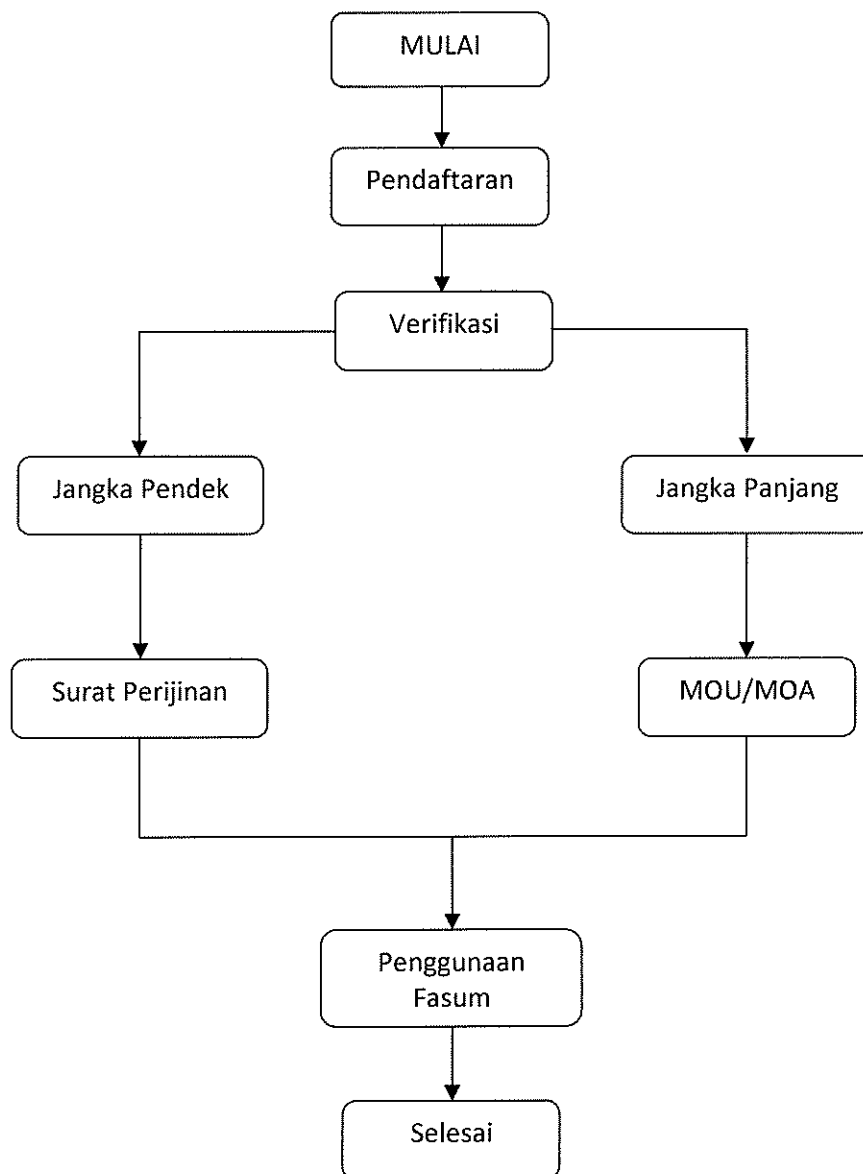 MULAI
Pendaftaran
Verifikasi
Jangka Pendek
Jangka Panjang
Surat Perijinan
MOU/MOA
Penggunaan
Fasum
Selesai